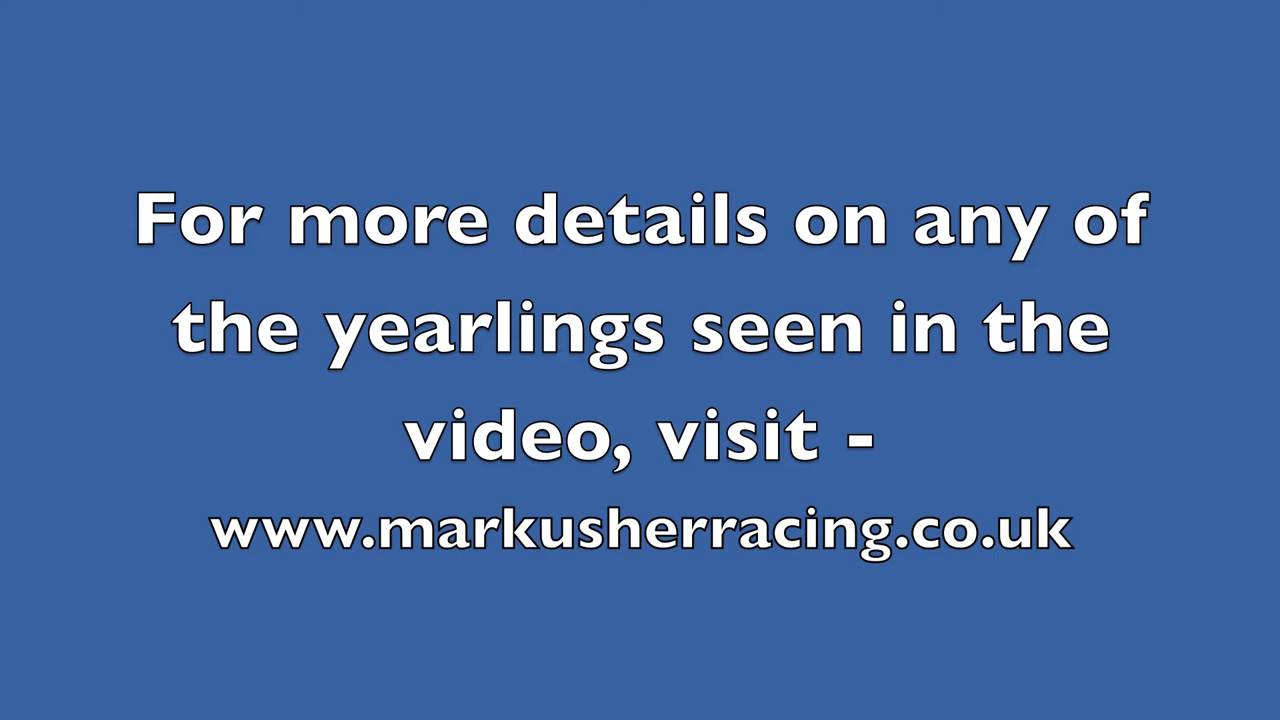 For more details on any of
the yearlings seen in the
video, visit -
www.markusherracing.co.uk